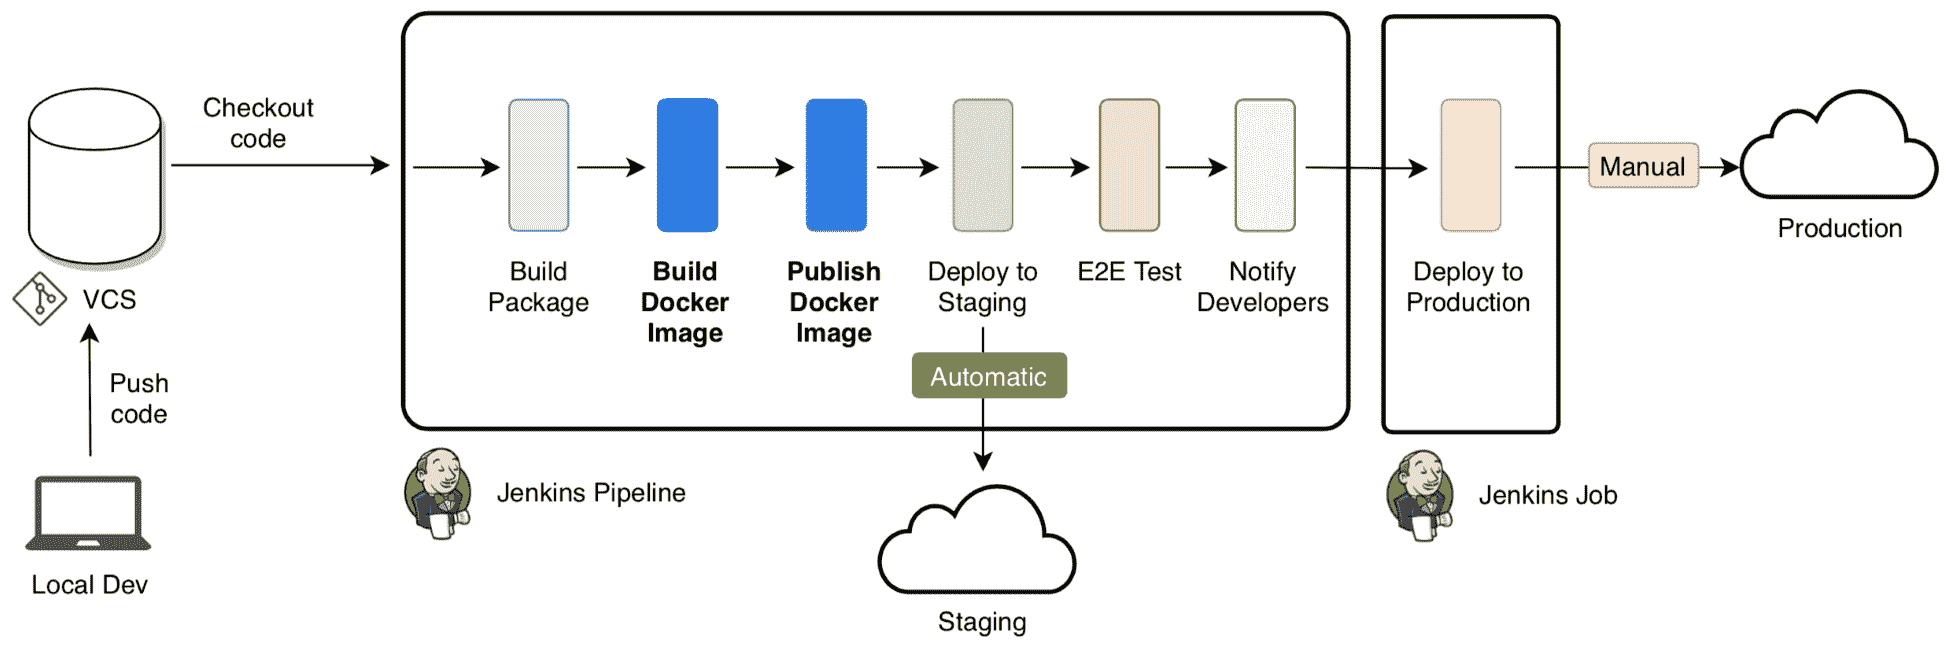 Checkout
code
VCS
Push
code
Local Dev
Build
Package
Build
Docker
Image
Publish
Docker
Image
Deploy to
Staging
E2E Test
Notify
Developers
Automatic
Jenkins Pipeline
Staging
Deploy to
Production
Jenkins Job
Manual
Production